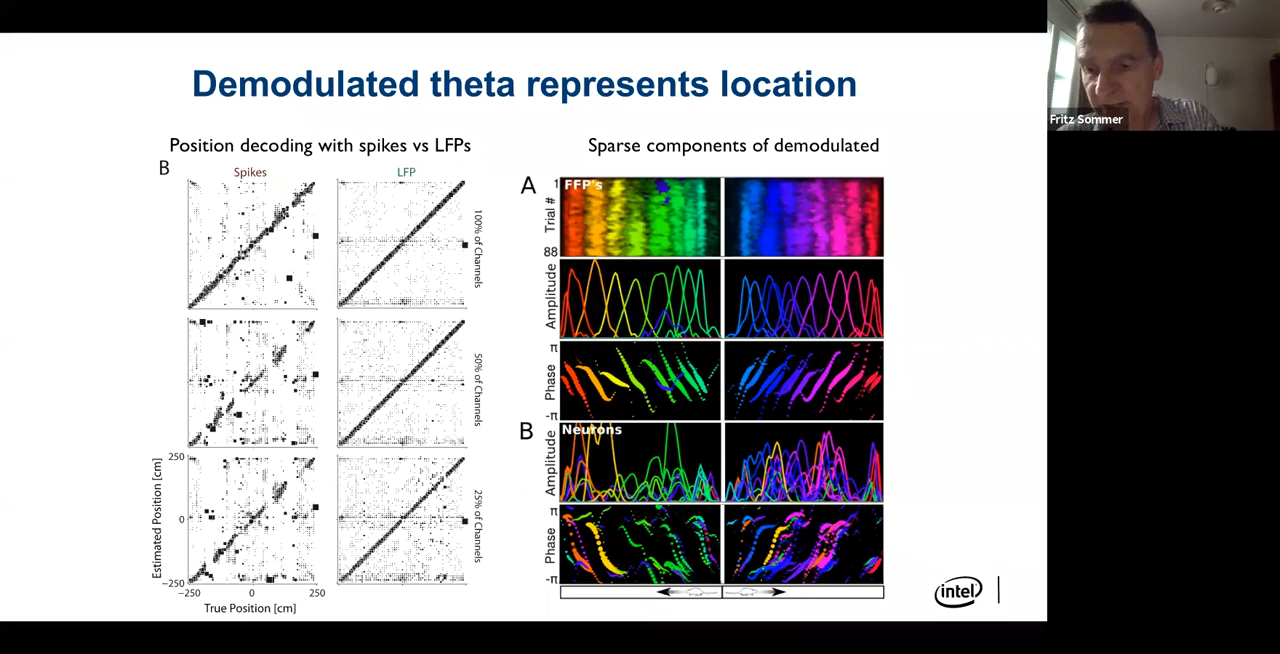 Demodulated theta represents location
Fritz Sommer
Position decoding with spikes vs LFPs
B
Spikes
LFP
100% of Channels
50% of Channels
25% of Channels
Estimated Position [cm]
250
0
−250
−250
0
250
True Position [cm]
Sparse components of demodulated
A
FFP's
1
Trial #
88
Amplitude
π
Phase
-π
B
Neurons
Amplitude
π
Phase
-π
intel